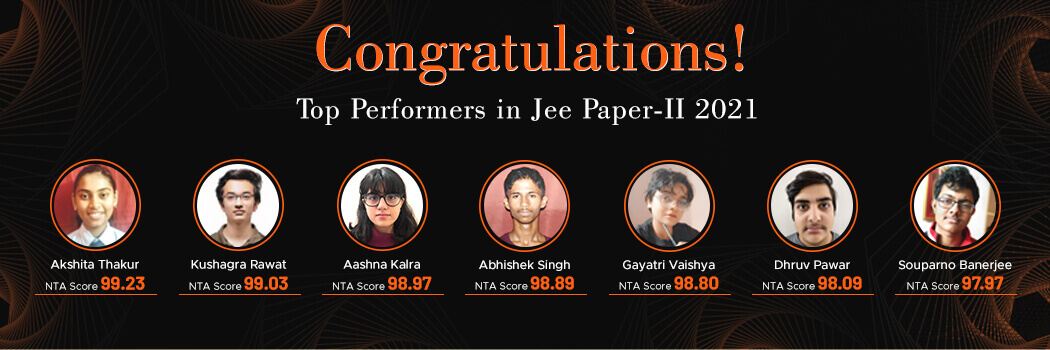 Congratulations!
Top Performers in Jee Paper-II 2021
Akshita Thakur
NTA Score 99.23
Kushagra Rawat
NTA Score 99.03
Aashna Kalra
NTA Score 98.97
Abhishek Singh
NTA Score 98.89
Gayatri Vaishya
NTA Score 98.80
Dhruv Pawar
NTA Score 98.09
Souparno Banerjee
NTA Score 97.97